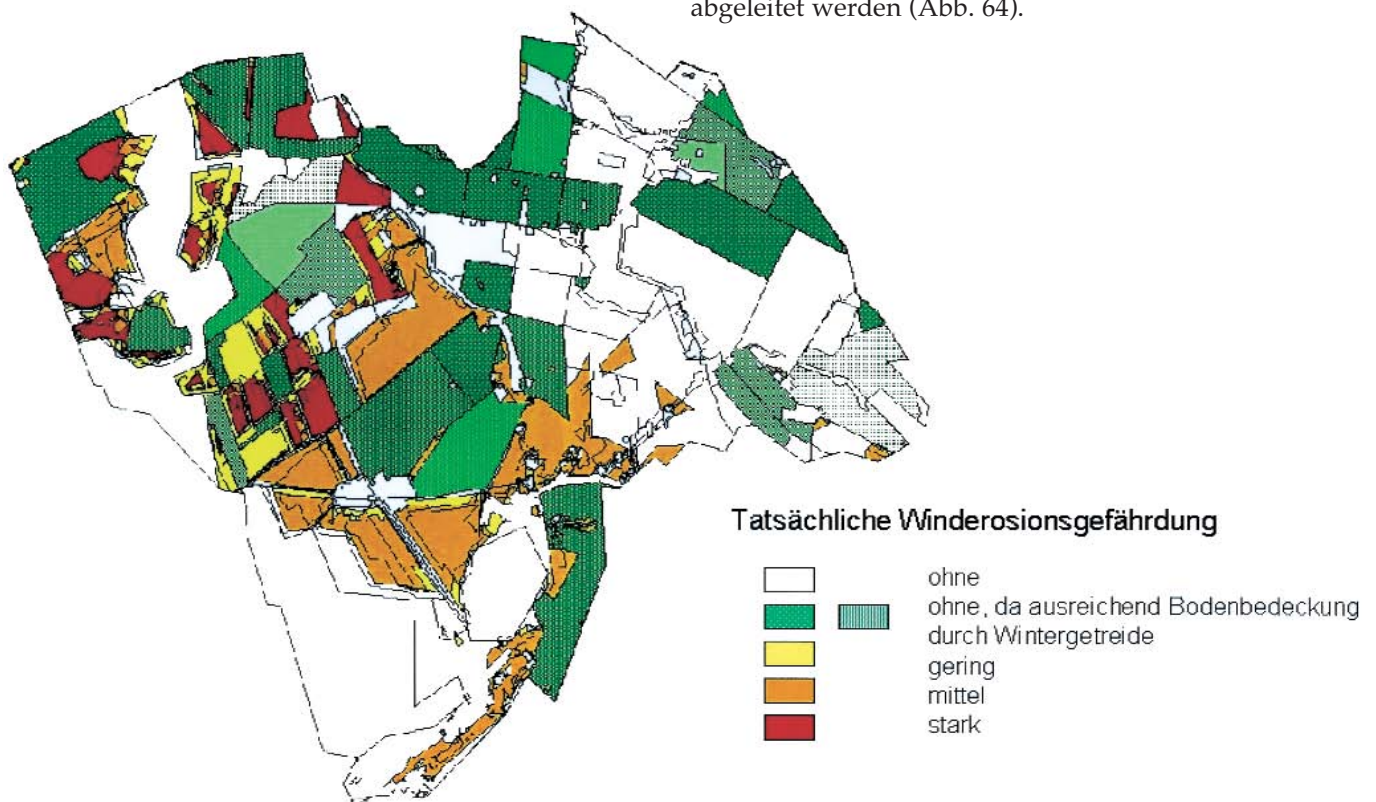 abgeleitet werden (Abb. 64).
Tatsächliche Winderosionsgefährdung
ohne
ohne, da ausreichend Bodenbedeckung
durch Wintergetreide
gering
mittel
stark